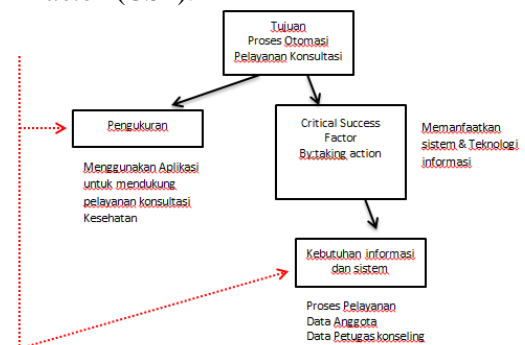 Tujuan
Proses Otomasi
Pelayanan Konsultasi
Pengukuran
Menggunakan Aplikasi
untuk mendukung
pelayanan konsultasi
Kesehatan
Critical Success
Factor
By:taking action
Memanfaatkan
sistem & Teknologi
informasi
Kebutuhan informasi
dan sistem
Proses Pelayanan
Data Anggota
Data Petugas konseling